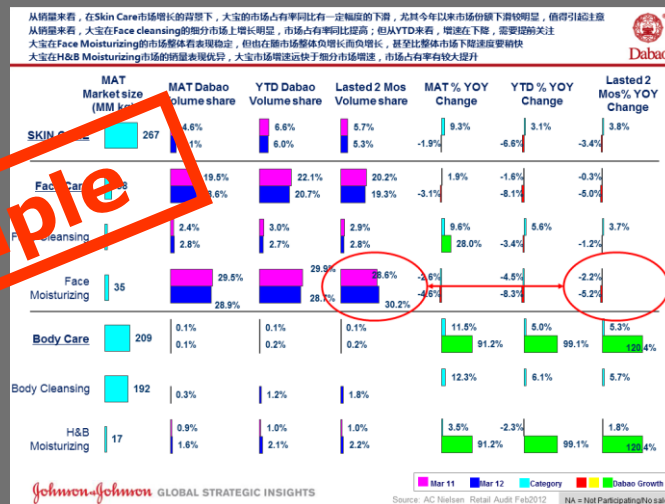 从销量来看，在Skin Care市场增长的背景下，大宝的市场占有率同比有一定幅度的下滑，尤其今年以来市场份额下滑较明显，值得引起注意
从销量来看，大宝在Face cleansing的细分市场上增长明显，市场占有率同比提高；但从YTD来看，增速在下降，需要提前关注
大宝在Face Moisturizing的市场整体看表现稳定，但也在随市场整体负增长而负增长，甚至比整体市场下降速度要稍快
大宝在H&B Moisturizing市场的销量表现优异，大宝市场增速远快于细分市场增速，市场占有率有较大提升
Dabao
MAT Market size (MM kg) MAT Dabao Volume share YTD Dabao Volume share Lasted 2 Mos Volume share MAT % YOY Change YTD % YOY Change Lasted 2 Mos% YOY Change
SKIN CARE 267 6.6% 5.7% 9.3% 3.1% 3.8%
6.0% 5.3% -1.9% -6.6% -3.4%
Face Care 19.5% 22.1% 20.2% 1.9% -1.6% -0.3%
20.7% 19.3% -3.1% -8.1% -5.0%
Cleansing 2.4% 3.0% 2.9% 9.6% 5.6% 3.7%
2.8% 2.7% 2.8% 28.0% -3.4% -1.2%
Face Moisturizing 35 29.5% 29.9% 28.6% -2.6% -4.5% -2.2%
28.9% 28.7% 30.2% -4.6% -8.3% -5.2%
Body Care 209 0.1% 0.1% 0.1% 11.5% 5.0% 5.3%
0.1% 0.2% 0.2% 91.2% 99.1% 120.4%
Body Cleansing 192 12.3% 6.1% 5.7%
0.3% 1.2% 1.8%
H&B Moisturizing 17 0.9% 1.0% 1.0% 3.5% -2.3% 1.8%
1.6% 2.1% 2.2% 91.2% 99.1% 120.4%
Mar 11 Mar 12 Category Dabao Growth
Johnson & Johnson GLOBAL STRATEGIC INSIGHTS
Source: AC Nielsen Retail Audit Feb2012